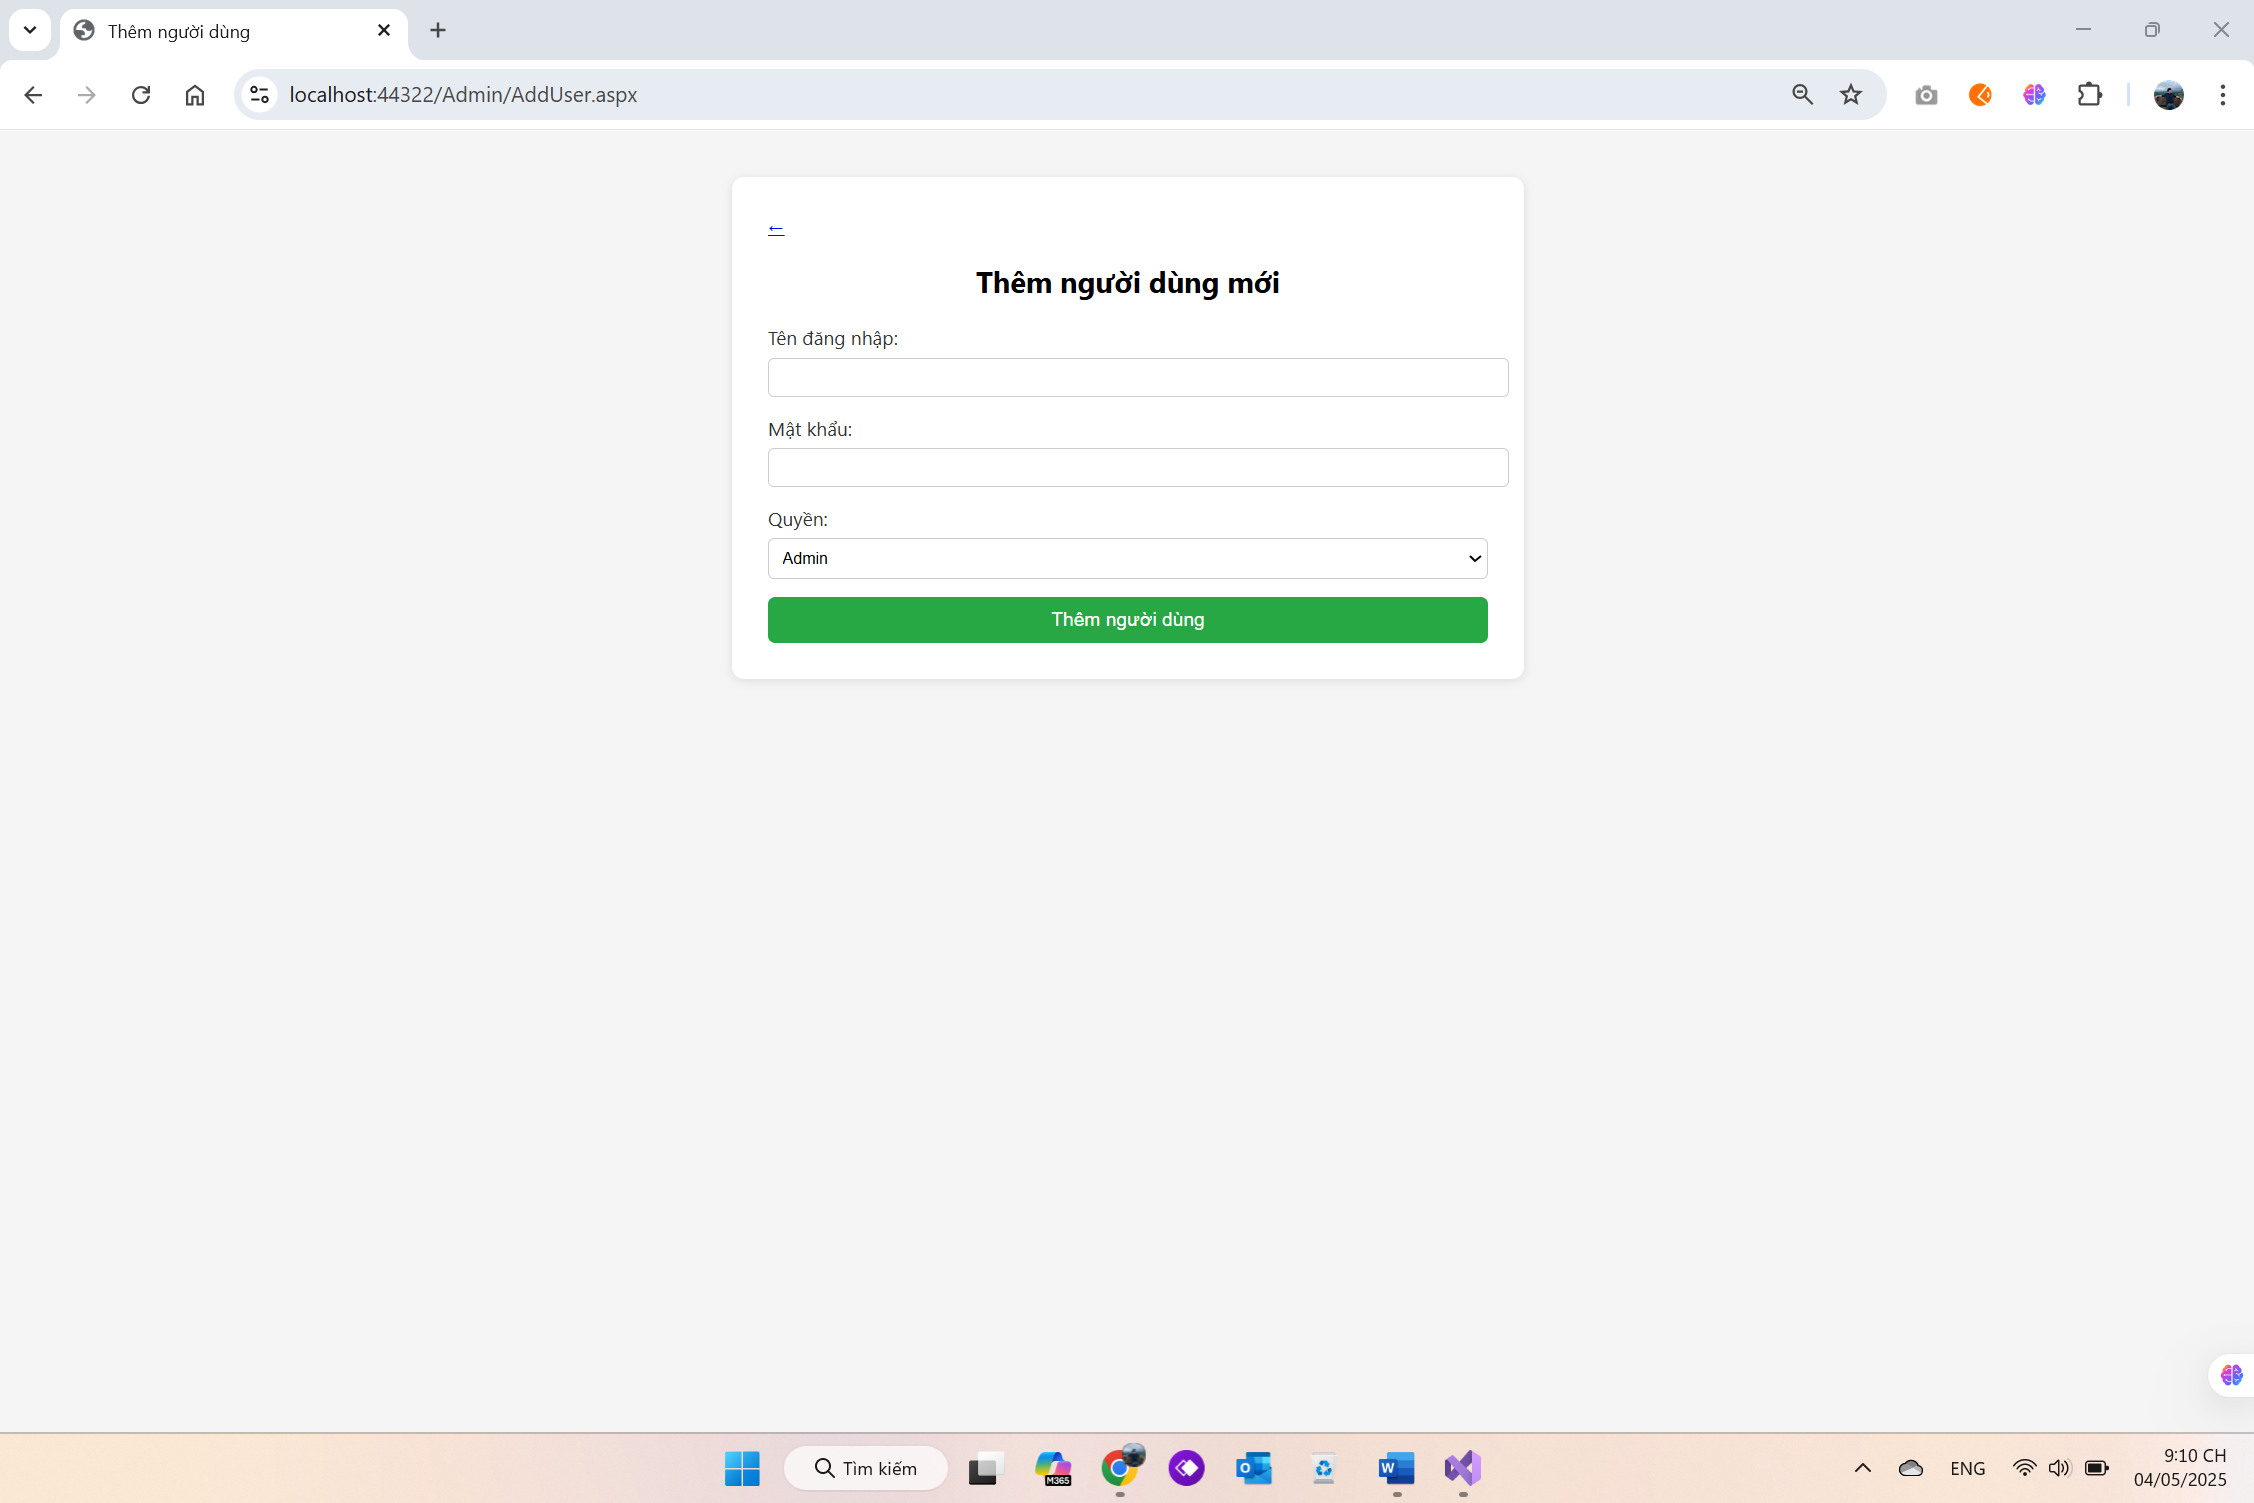 Thêm người dùng
localhost:44322/Admin/AddUser.aspx
←
Thêm người dùng mới
Tên đăng nhập:
Mật khẩu:
Quyền:
Admin
Thêm người dùng
Tìm kiếm
M365
O
W
ENG
9:10 CH
04/05/2025